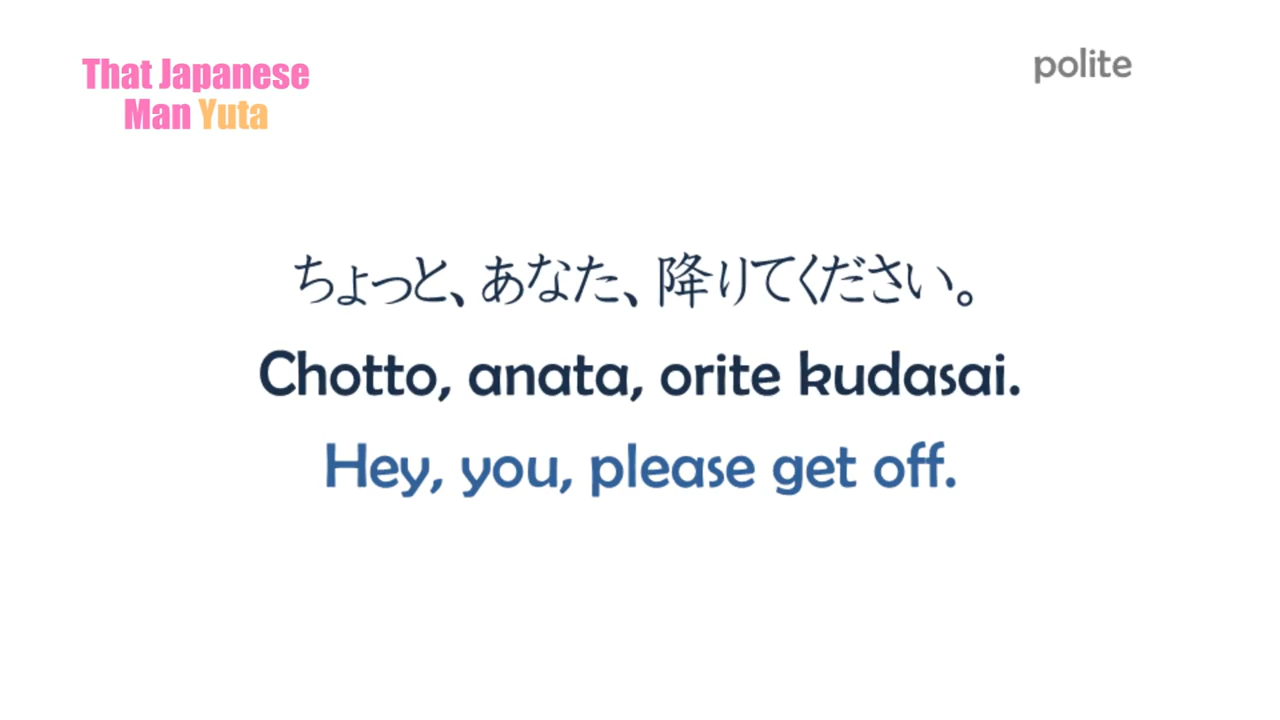 That Japanese
Man Yuta
polite
ちょっと、あなた、降りてください。
Chotto, anata, orite kudasai.
Hey, you, please get off.